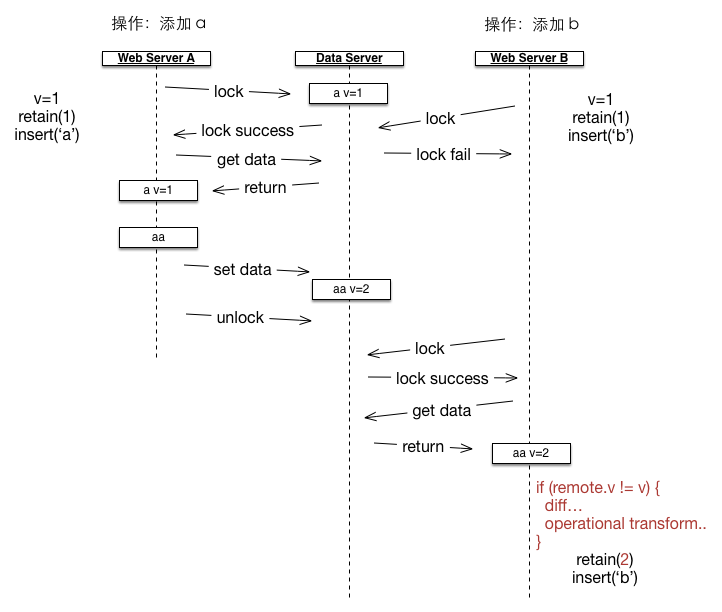 操作：添加 a
操作：添加 b
Web Server A
Data Server
Web Server B
lock
a v=1
v=1
retain(1)
insert(‘a’)
v=1
retain(1)
insert(‘b’)
lock
lock success
get data
lock fail
return
a v=1
aa
set data
aa v=2
unlock
lock
lock success
get data
return
aa v=2
if (remote.v != v) {
diff…
operational transform..
}
retain(2)
insert(‘b’)